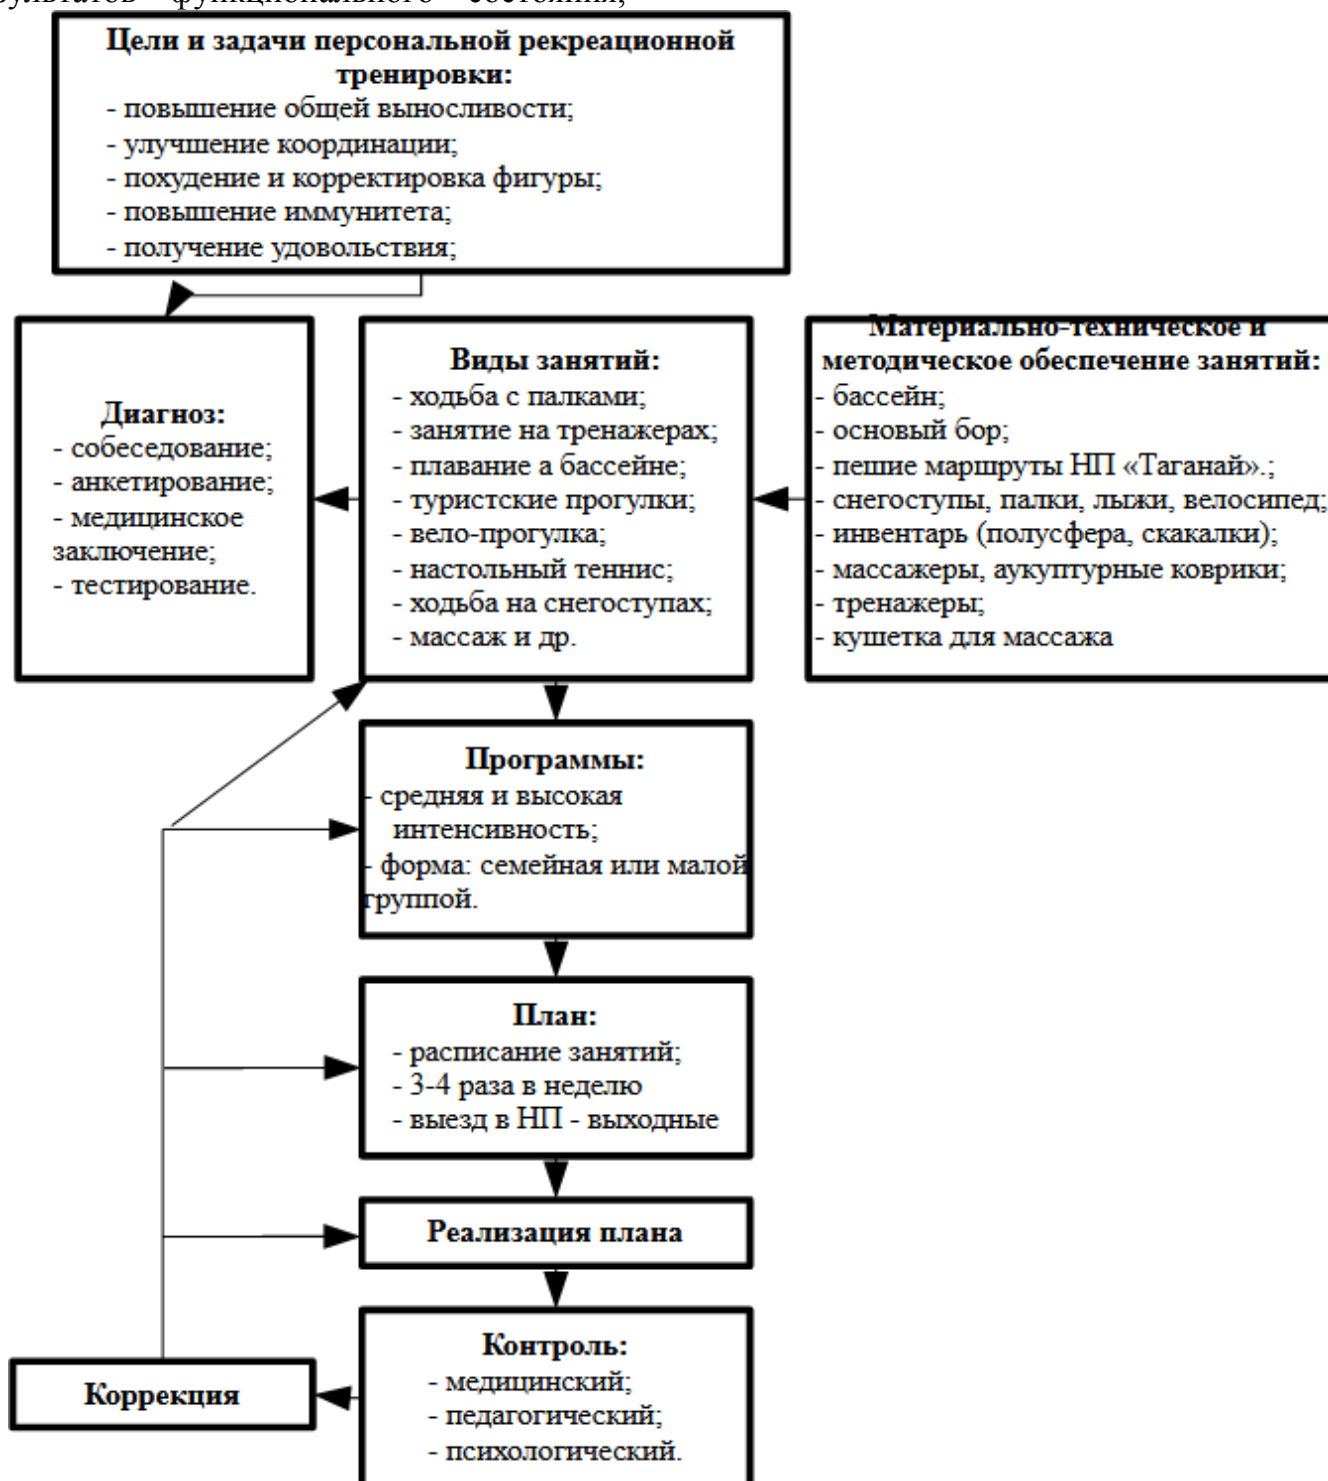 функционального состояния;
Цели и задачи персональной рекреационной
тренировки:
- повышение общей выносливости;
- улучшение координации;
- похудение и корректировка фигуры;
- повышение иммунитета;
- получение удовольствия;
Диагноз:
- собеседование;
- анкетирование;
- медицинское
заключение;
- тестирование.
Виды занятий:
- ходьба с палками;
- занятие на тренажерах;
- плавание а бассейне;
- туристские прогулки;
- вело-прогулка;
- настольный теннис;
- ходьба на снегоступах;
- массаж и др.
Материально-техническое и
методическое обеспечение занятий:
- бассейн;
- основый бор;
- пешие маршруты НП «Таганай».;
- снегоступы, палки, лыжи, велосипед;
- инвентарь (полусфера, скакалки);
- массажеры, аукуптурные коврики;
- тренажеры;
- кушетка для массажа
Программы:
- средняя и высокая
интенсивность;
- форма: семейная или малой
группой.
План:
- расписание занятий;
- 3-4 раза в неделю
- выезд в НП - выходные
Реализация плана
Контроль:
- медицинский;
- педагогический;
- психологический.
Коррекция